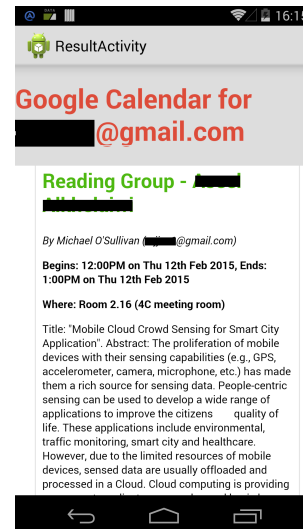 16:15
ResultActivity
Google Calendar for
@gmail.com
Reading Group -
By Michael O'Sullivan ( @gmail.com)
Begins: 12:00PM on Thu 12th Feb 2015, Ends:
1:00PM on Thu 12th Feb 2015
Where: Room 2.16 (4C meeting room)
Title: "Mobile Cloud Crowd Sensing for Smart City
Application". Abstract: The proliferation of mobile
devices with their sensing capabilities (e.g., GPS,
accelerometer, camera, microphone, etc.) has made
them a rich source for sensing data. People-centric
sensing can be used to develop a wide range of
applications to improve the citizens quality of
life. These applications include environmental,
traffic monitoring, smart city and healthcare.
However, due to the limited resources of mobile
devices, sensed data are usually offloaded and
processed in a Cloud. Cloud computing is providing